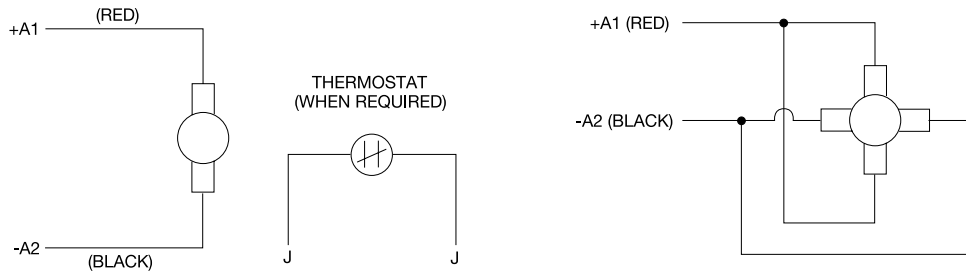 (RED)
+A1
THERMOSTAT
(WHEN REQUIRED)
-A2
(BLACK)
J
J
+A1 (RED)
-A2 (BLACK)